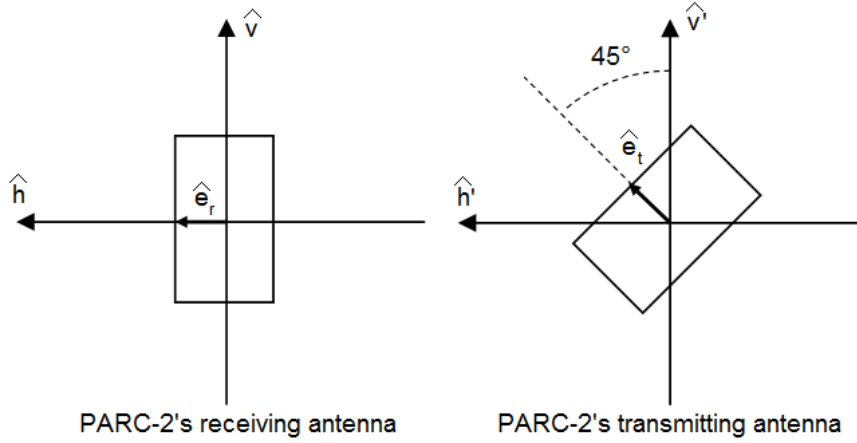 v̂
v̂'
45°
ĥ
ê_r
ĥ'
ê_t
PARC-2's receiving antenna
PARC-2's transmitting antenna